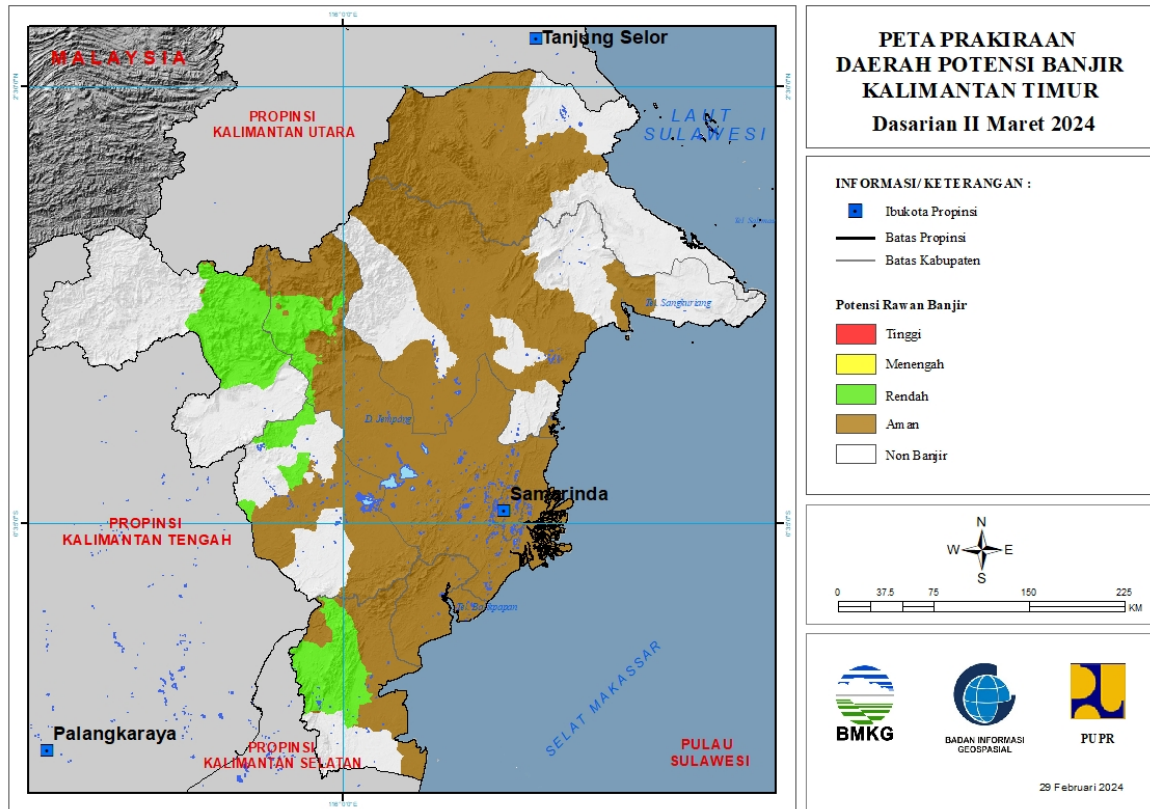 MALAYSIA
Tanjung Selor
PROPINSI
KALIMANTAN UTARA
LAUT
SULAWESI
Tel. Sangkuriang
D. Jempang
Samarinda
PROPINSI
KALIMANTAN TENGAH
SELAT MAKASSAR
Palangkaraya
PROPINSI
KALIMANTAN SELATAN
PULAU
SULAWESI
PETA PRAKIRAAN
DAERAH POTENSI BANJIR
KALIMANTAN TIMUR
Dasarian II Maret 2024
INFORMASI/ KETERANGAN :
Ibukota Propinsi
Batas Propinsi
Batas Kabupaten
Potensi Rawan Banjir
Tinggi
Menengah
Rendah
Aman
Non Banjir
N
W E
S
0 37.5 75 150 225
KM
BMKG
BADAN INFORMASI
GEOSPASIAL
PUPR
29 Februari 2024